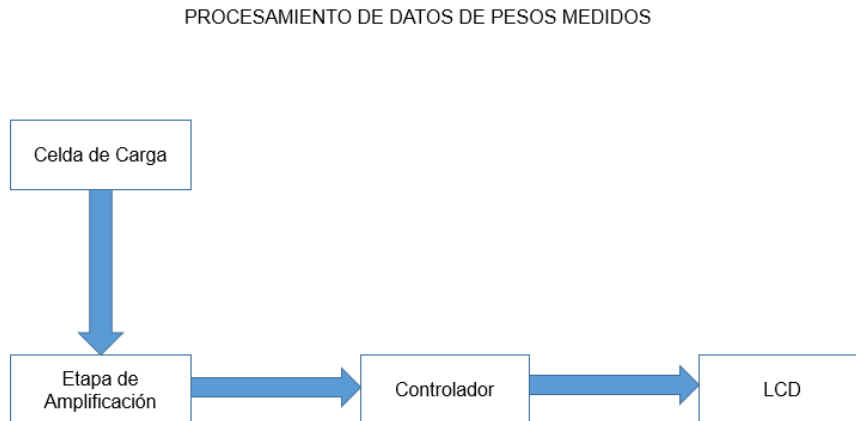 PROCESAMIENTO DE DATOS DE PESOS MEDIDOS
Celda de Carga
Etapa de
Amplificación
Controlador
LCD